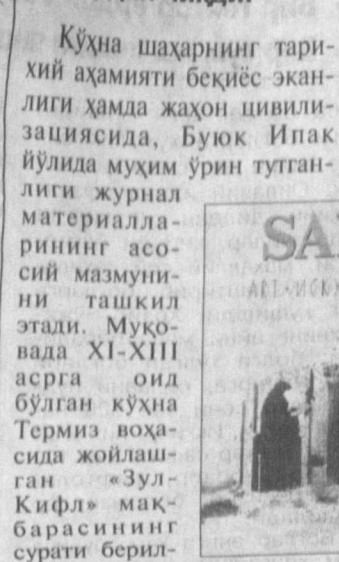 Кўҳна шаҳарнинг тари-
хий аҳамияти беқиёс экан-
лиги ҳамда жаҳон цивили-
зациясида, Буюк Ипак
йўлида муҳим ўрин тутган-
лиги журнал
материалла-
рининг асо-
сий мазмуни-
ни ташкил
этади. Муқо-
вада XI-XIII
асрга оид
бўлган кўҳна
Термиз воҳа-
сида жойлаш-
ган «Зул-
Кифл» мақ-
барасининг
сурати берил-
SA